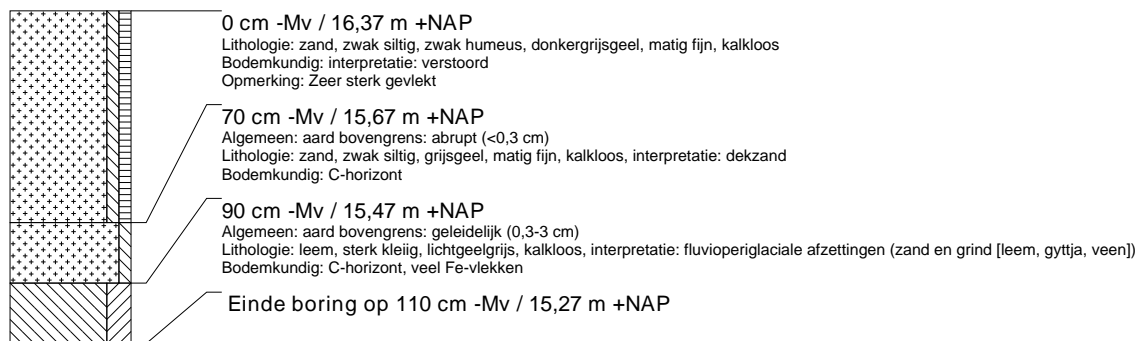 0 cm -Mv / 16,37 m +NAP
Lithologie: zand, zwak siltig, zwak humeus, donkergrijsgeel, matig fijn, kalkloos
Bodemkundig: interpretatie: verstoord
Opmerking: Zeer sterk gevlekt
70 cm -Mv / 15,67 m +NAP
Algemeen: aard bovengrens: abrupt (<0,3 cm)
Lithologie: zand, zwak siltig, grijsgeel, matig fijn, kalkloos, interpretatie: dekzand
Bodemkundig: C-horizont
90 cm -Mv / 15,47 m +NAP
Algemeen: aard bovengrens: geleidelijk (0,3-3 cm)
Lithologie: leem, sterk kleiig, lichtgeelgrijs, kalkloos, interpretatie: fluvioperiglaciale afzettingen (zand en grind [leem, gyttja, veen])
Bodemkundig: C-horizont, veel Fe-vlekken
Einde boring op 110 cm -Mv / 15,27 m +NAP